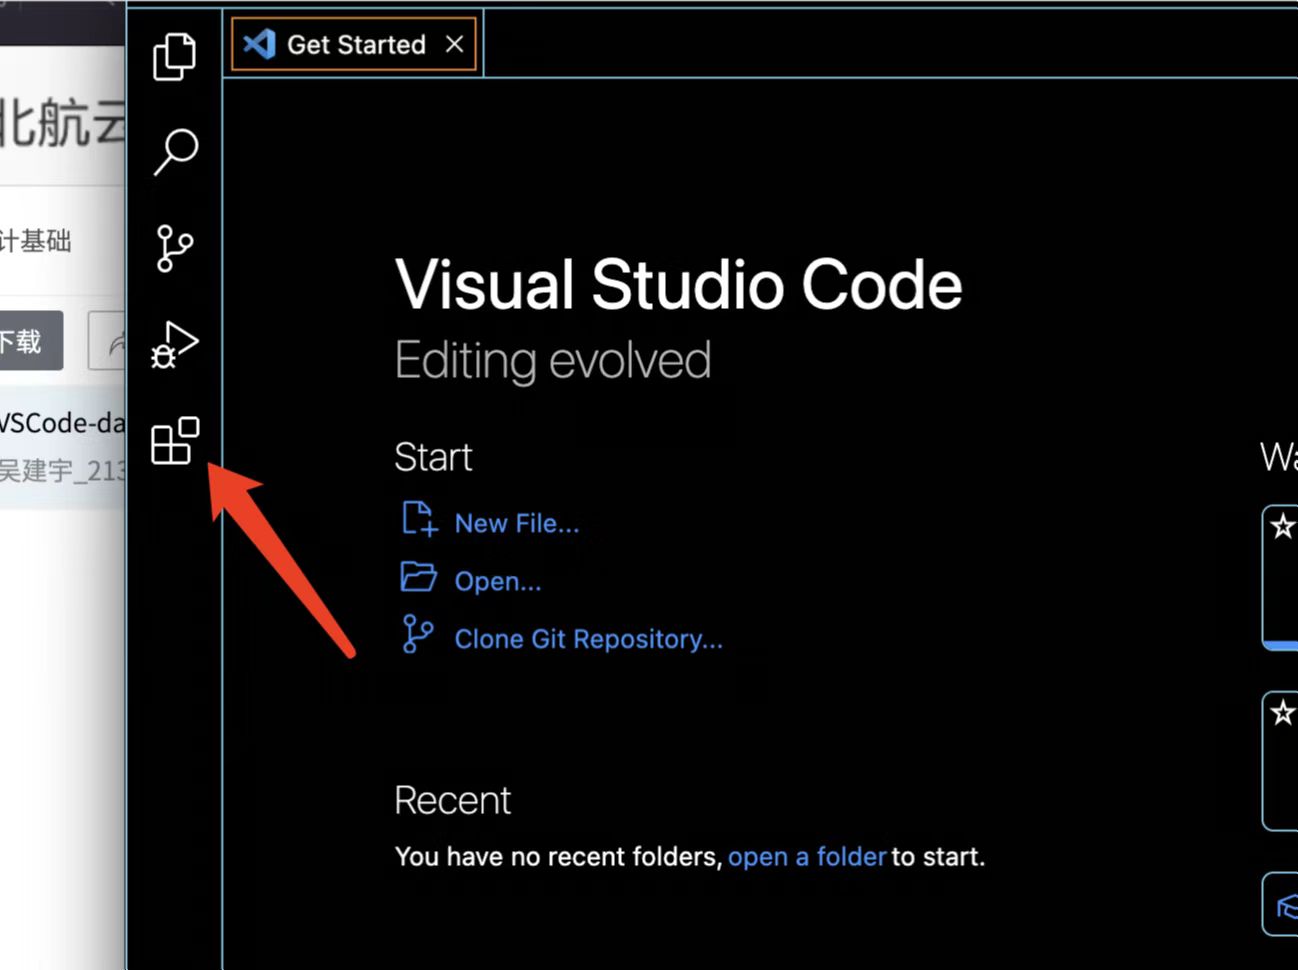 北航云
计基础
下载
VSCode-da
吴建宇_213
Get Started
Visual Studio Code
Editing evolved
Start
New File...
Open...
Clone Git Repository...
Recent
You have no recent folders, open a folder to start.
Wa